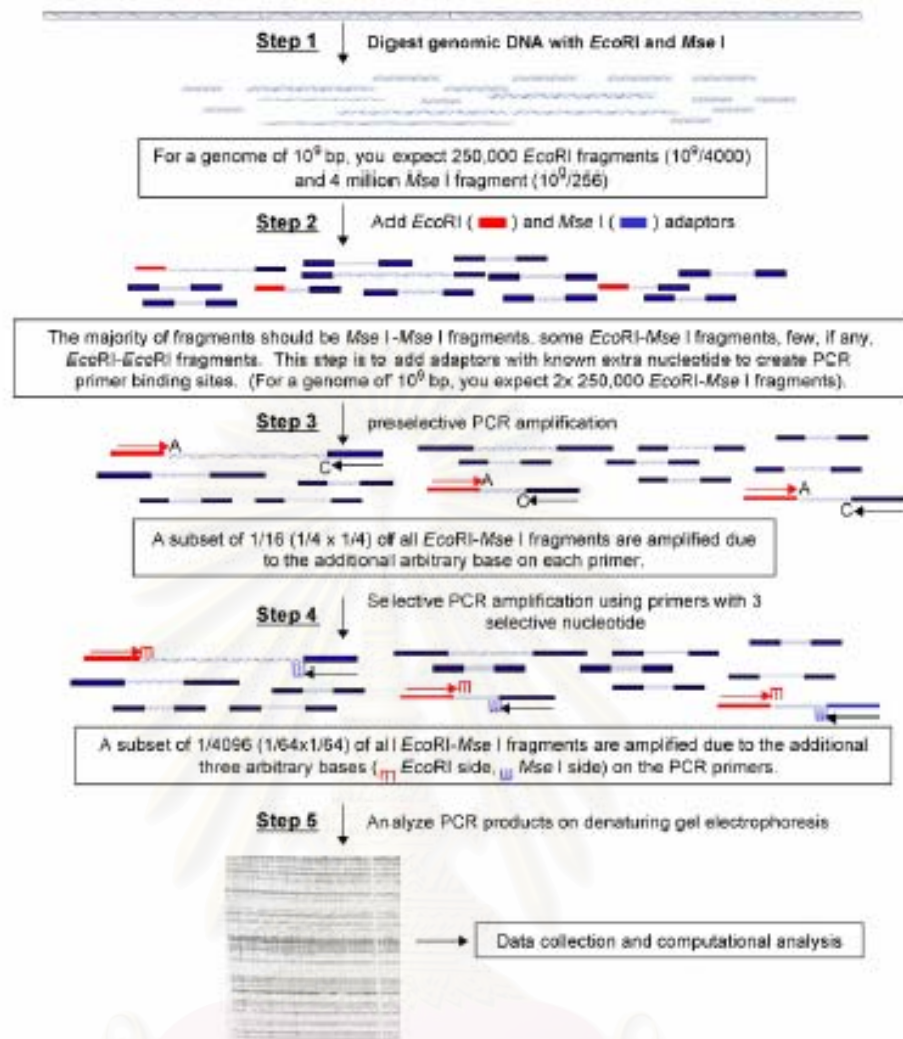 Step 1
Digest genomic DNA with EcoRI and Mse I
For a genome of 10⁹ bp, you expect 250,000 EcoRI fragments (10⁹/4000)
and 4 million Mse I fragment (10⁹/256)
Step 2
Add EcoRI ( ) and Mse I ( ) adaptors
The majority of fragments should be Mse I -Mse I fragments, some EcoRI-Mse I fragments, few, if any,
EcoRI-EcoRI fragments. This step is to add adaptors with known extra nucleotide to create PCR
primer binding sites. (For a genome of 10⁹ bp, you expect 2x 250,000 EcoRI-Mse I fragments).
Step 3
preselective PCR amplification
A
C
A
C
A
C
A subset of 1/16 (1/4 x 1/4) of all EcoRI-Mse I fragments are amplified due
to the additional arbitrary base on each primer.
Step 4
Selective PCR amplification using primers with 3
selective nucleotide
A subset of 1/4096 (1/64x1/64) of all EcoRI-Mse I fragments are amplified due to the additional
three arbitrary bases ( EcoRI side, Mse I side) on the PCR primers.
Step 5
Analyze PCR products on denaturing gel electrophoresis
Data collection and computational analysis